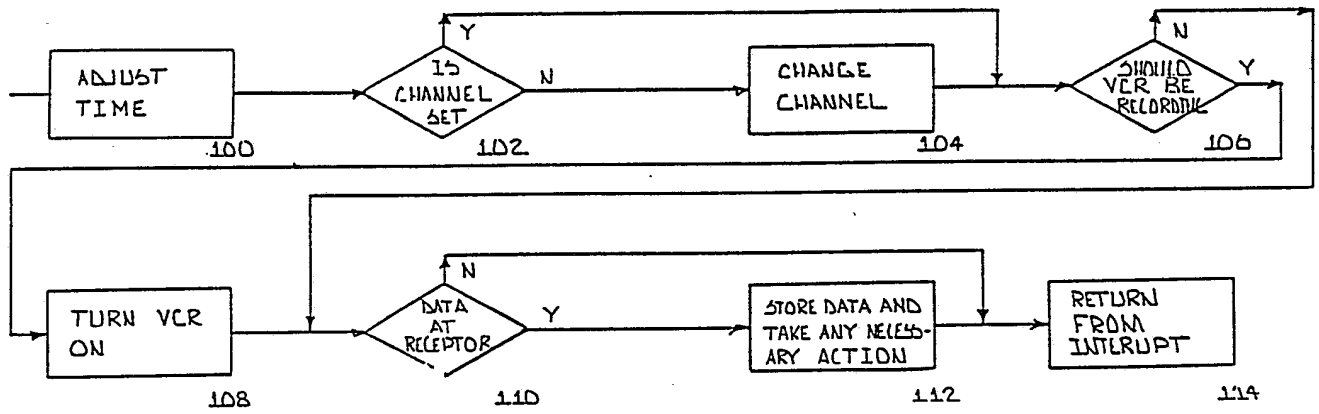 ADJUST
TIME
100
Y
IS
CHANNEL
SET
N
102
CHANGE
CHANNEL
104
N
SHOULD
VCR BE
RECORDING
Y
106
TURN VCR
ON
108
N
DATA
AT
RECEPTOR
Y
110
STORE DATA AND
TAKE ANY NECESS-
ARY ACTION
112
RETURN
FROM
INTERUPT
114